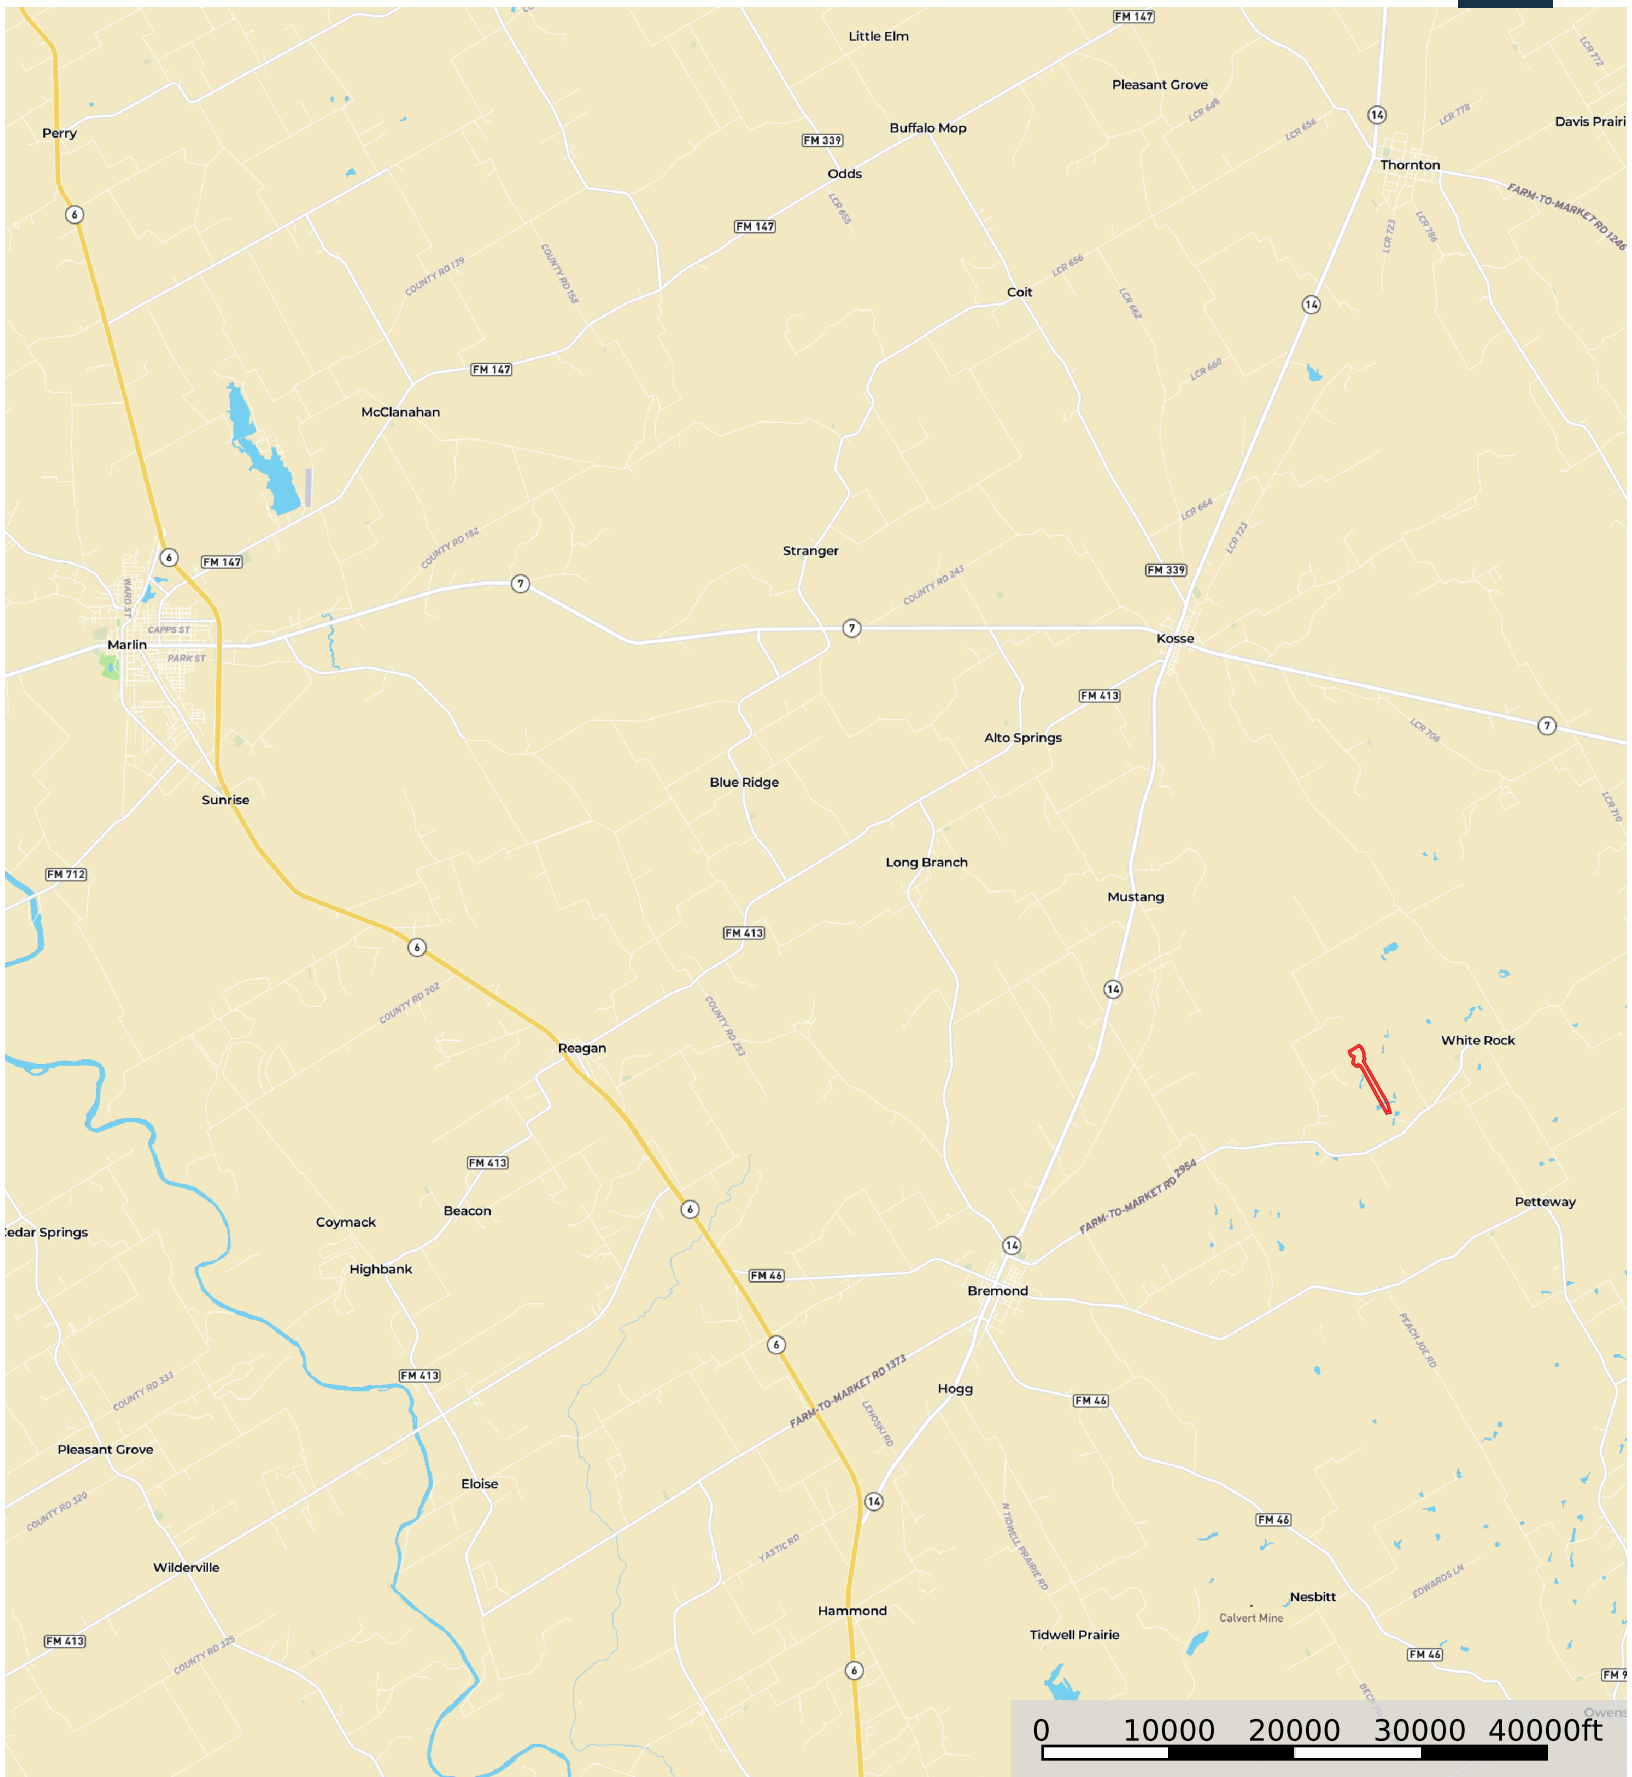 FM 147
Little Elm
Pleasant Grove
LCR 772
LCR 648
14
LCR 778
Davis Prairi
Perry
Buffalo Mop
LCR 656
FM 339
Odds
Thornton
6
LCR 655
FM 147
FARM-TO-MARKET RD 1246
LCR 723
LCR 786
COUNTY RD 139
COUNTY RD 158
LCR 656
Coit
LCR 662
14
FM 147
LCR 660
McClanahan
LCR 664
COUNTY RD 182
Stranger
LCR 723
6
FM 147
FM 339
7
COUNTY RD 243
WARD ST
CAPPS ST
7
Marlin
PARK ST
Kosse
FM 413
7
LCR 706
Alto Springs
Blue Ridge
Sunrise
LCR 710
FM 712
Long Branch
Mustang
FM 413
6
COUNTY RD 202
14
COUNTY RD 253
Reagan
White Rock
FM 413
FARM-TO-MARKET RD 2954
Petteway
6
Beacon
Coymack
Cedar Springs
14
Highbank
FM 46
Bremond
6
PEACH JOE RD
FM 413
COUNTY RD 333
FARM-TO-MARKET RD 1373
Hogg
FM 46
LEHOSKI RD
Pleasant Grove
Eloise
14
COUNTY RD 320
FM 46
N TIDWELL PRAIRIE RD
YASTIC RD
Wilderville
EDWARDS LN
Nesbitt
Hammond
Calvert Mine
Tidwell Prairie
FM 413
COUNTY RD 325
FM 46
6
FM 9
Owens
0 10000 20000 30000 40000ft